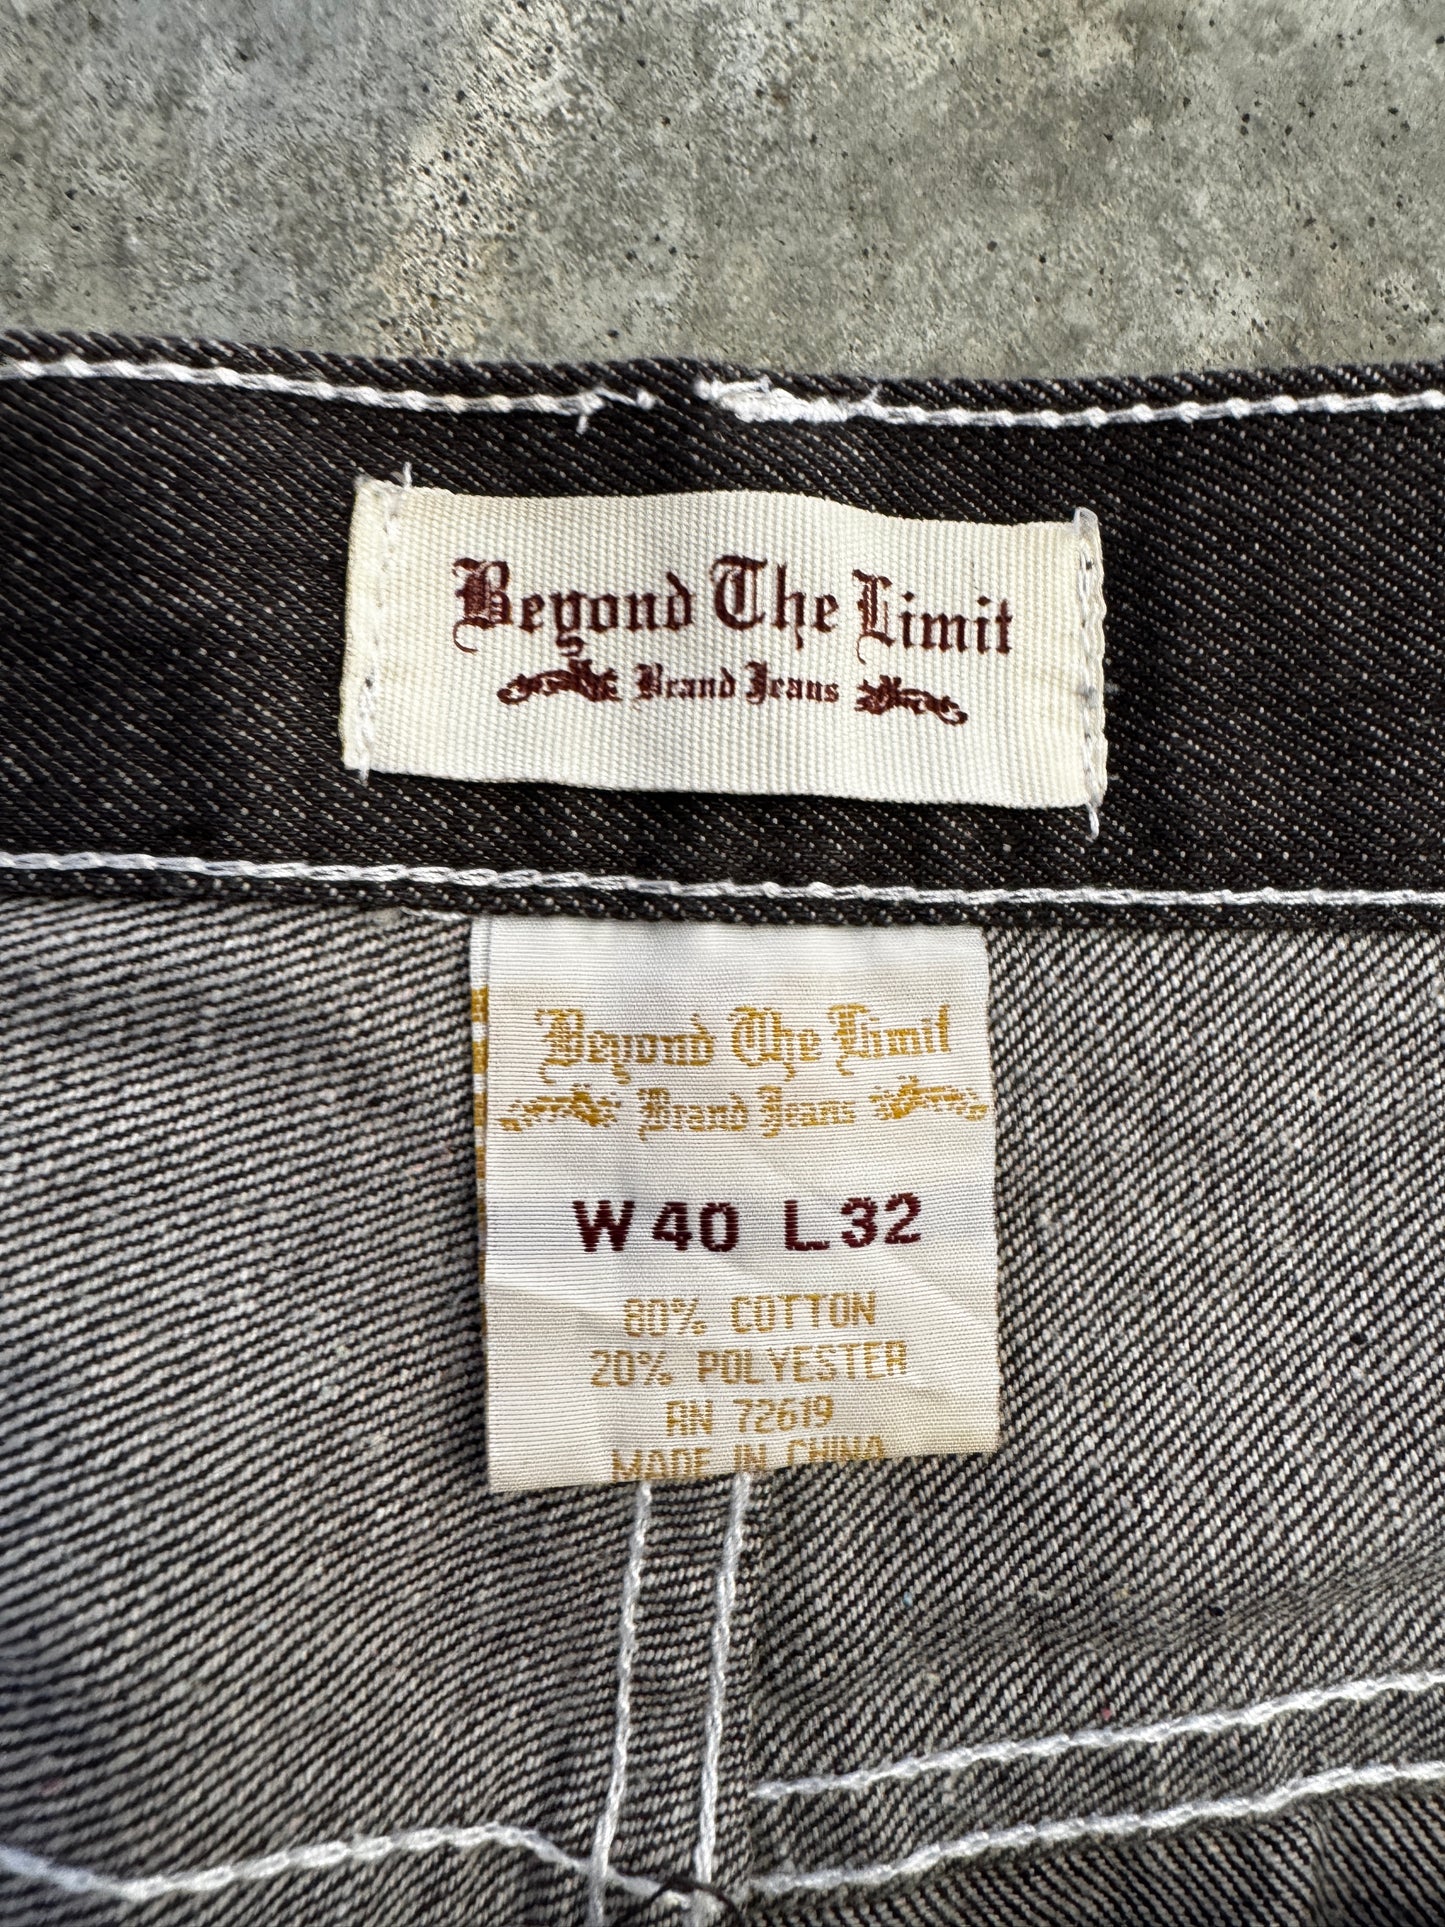 Beyond The Limit
Brand Jeans
Beyond The Limit
Brand Jeans
W40 L32
80% COTTON
20% POLYESTER
RN 72619
MADE IN CHINA